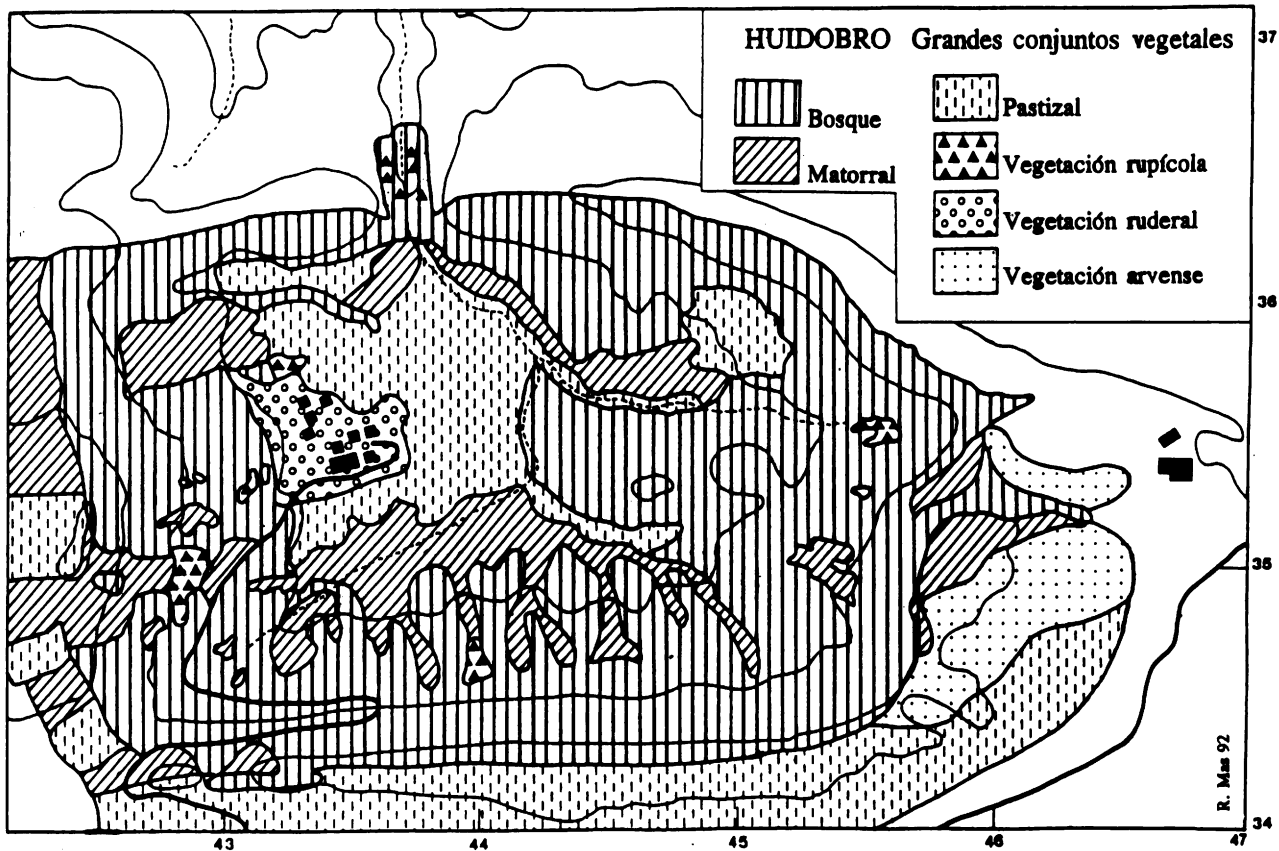 HUIDOBRO Grandes conjuntos vegetales
Bosque
Matorral
Pastizal
Vegetación rupícola
Vegetación ruderal
Vegetación arvense
37
36
35
34
R. Mas 92
43
44
45
46
47